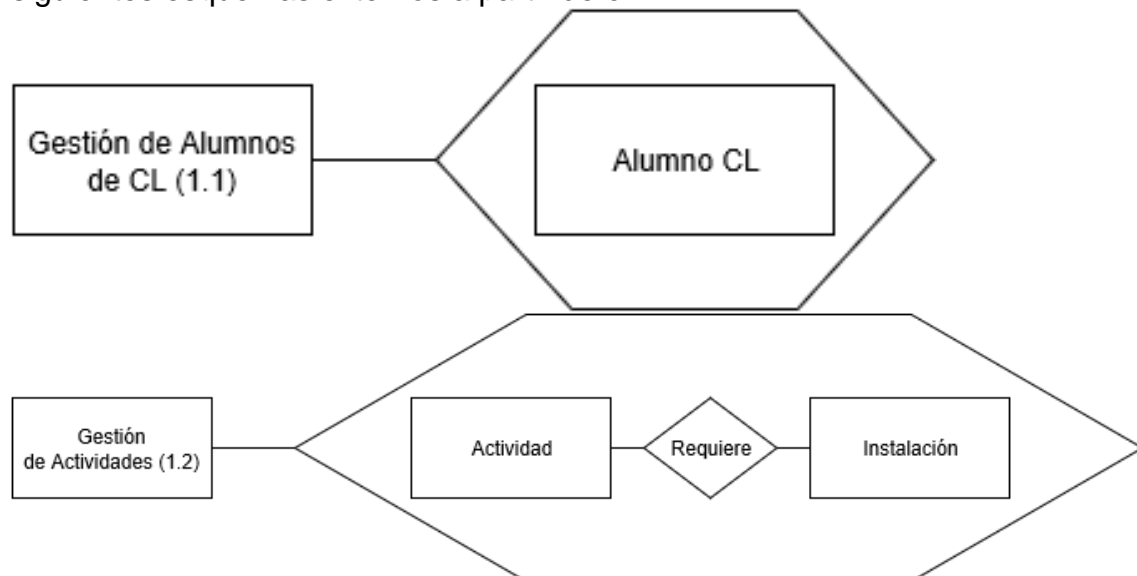 Gestión de Alumnos
de CL (1.1)
Alumno CL
Gestión
de Actividades (1.2)
Actividad
Requiere
Instalación